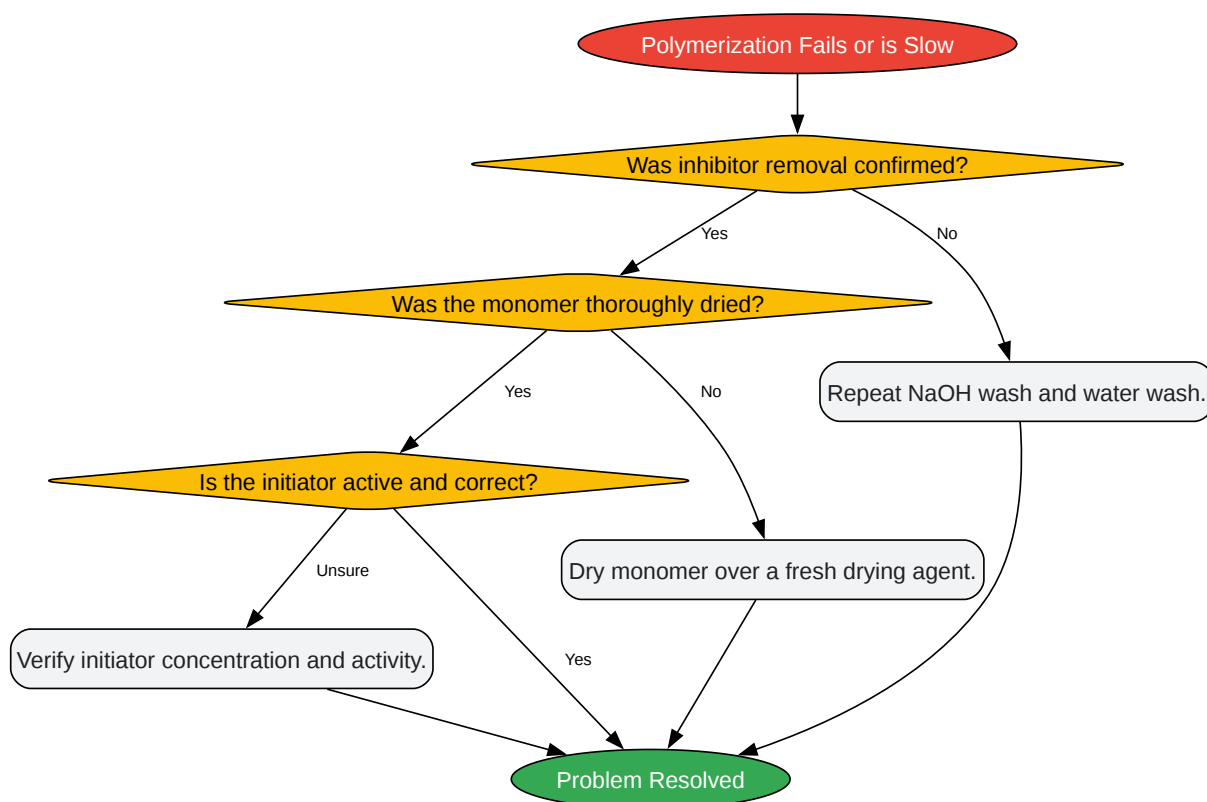 Polymerization Fails or is Slow
Was inhibitor removal confirmed?
Yes
No
Was the monomer thoroughly dried?
Repeat NaOH wash and water wash.
Yes
No
Is the initiator active and correct?
Unsure
Dry monomer over a fresh drying agent.
Verify initiator concentration and activity.
Yes
Problem Resolved